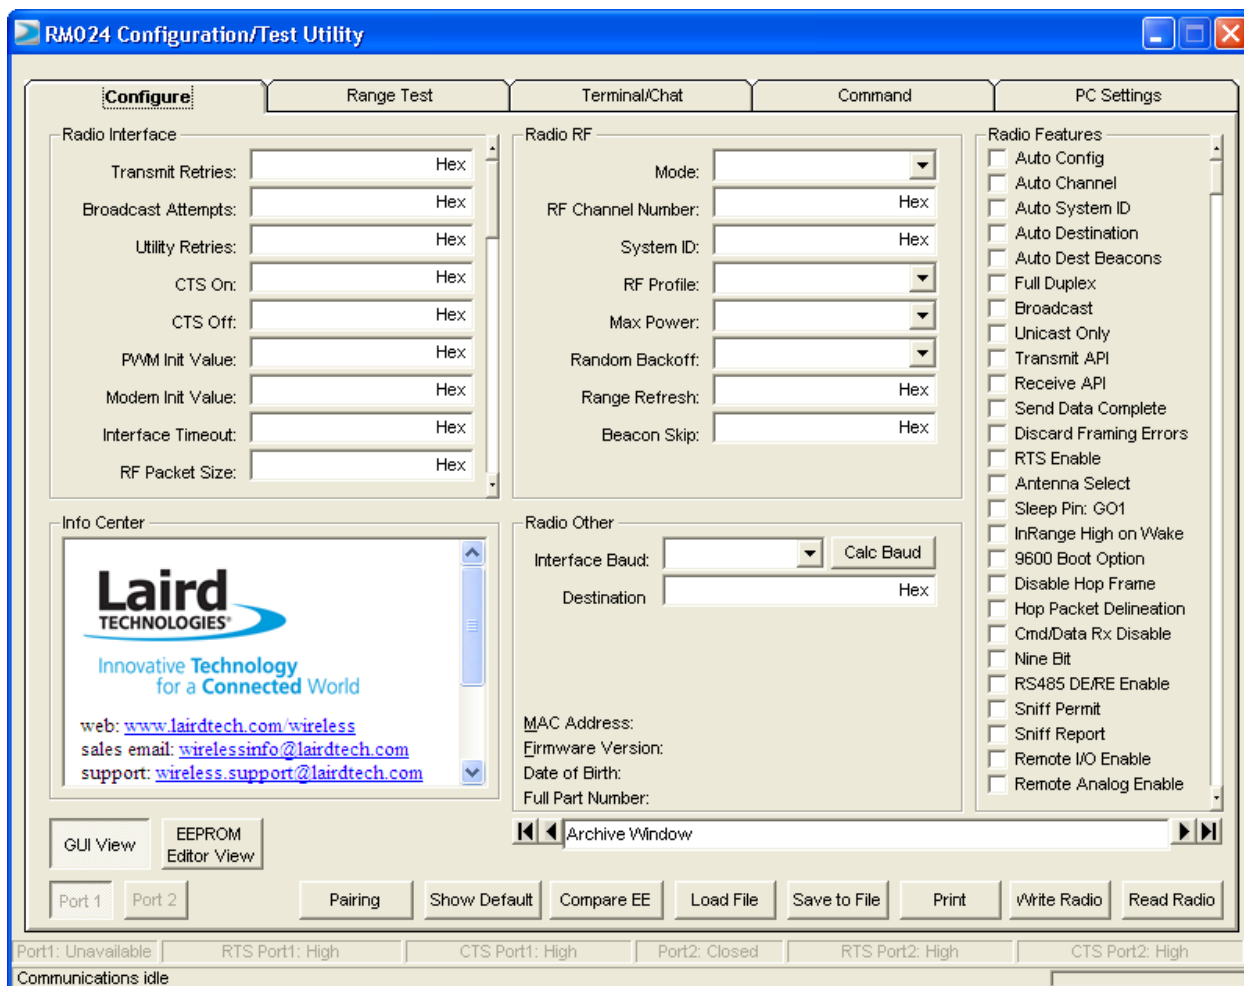 RM024 Configuration/Test Utility
Configure
Range Test
Terminal/Chat
Command
PC Settings
Radio Interface
Transmit Retries: Hex
Broadcast Attempts: Hex
Utility Retries: Hex
CTS On: Hex
CTS Off: Hex
PWM Init Value: Hex
Modem Init Value: Hex
Interface Timeout: Hex
RF Packet Size: Hex
Radio RF
Mode:
RF Channel Number: Hex
System ID: Hex
RF Profile:
Max Power:
Random Backoff:
Range Refresh: Hex
Beacon Skip: Hex
Radio Features
Auto Config
Auto Channel
Auto System ID
Auto Destination
Auto Dest Beacons
Full Duplex
Broadcast
Unicast Only
Transmit API
Receive API
Send Data Complete
Discard Framing Errors
RTS Enable
Antenna Select
Sleep Pin: GO1
InRange High on Wake
9600 Boot Option
Disable Hop Frame
Hop Packet Delineation
Cmd/Data Rx Disable
Nine Bit
RS485 DE/RE Enable
Sniff Permit
Sniff Report
Remote I/O Enable
Remote Analog Enable
Info Center
Laird
TECHNOLOGIES®
Innovative Technology
for a Connected World
web: www.lairdtech.com/wireless
sales email: wirelessinfo@lairdtech.com
support: wireless.support@lairdtech.com
Radio Other
Interface Baud: Calc Baud
Destination Hex
MAC Address:
Firmware Version:
Date of Birth:
Full Part Number:
Archive Window
GUI View
EEPROM
Editor View
Port 1
Port 2
Pairing
Show Default
Compare EE
Load File
Save to File
Print
Write Radio
Read Radio
Port1: Unavailable
RTS Port1: High
CTS Port1: High
Port2: Closed
RTS Port2: High
CTS Port2: High
Communications idle